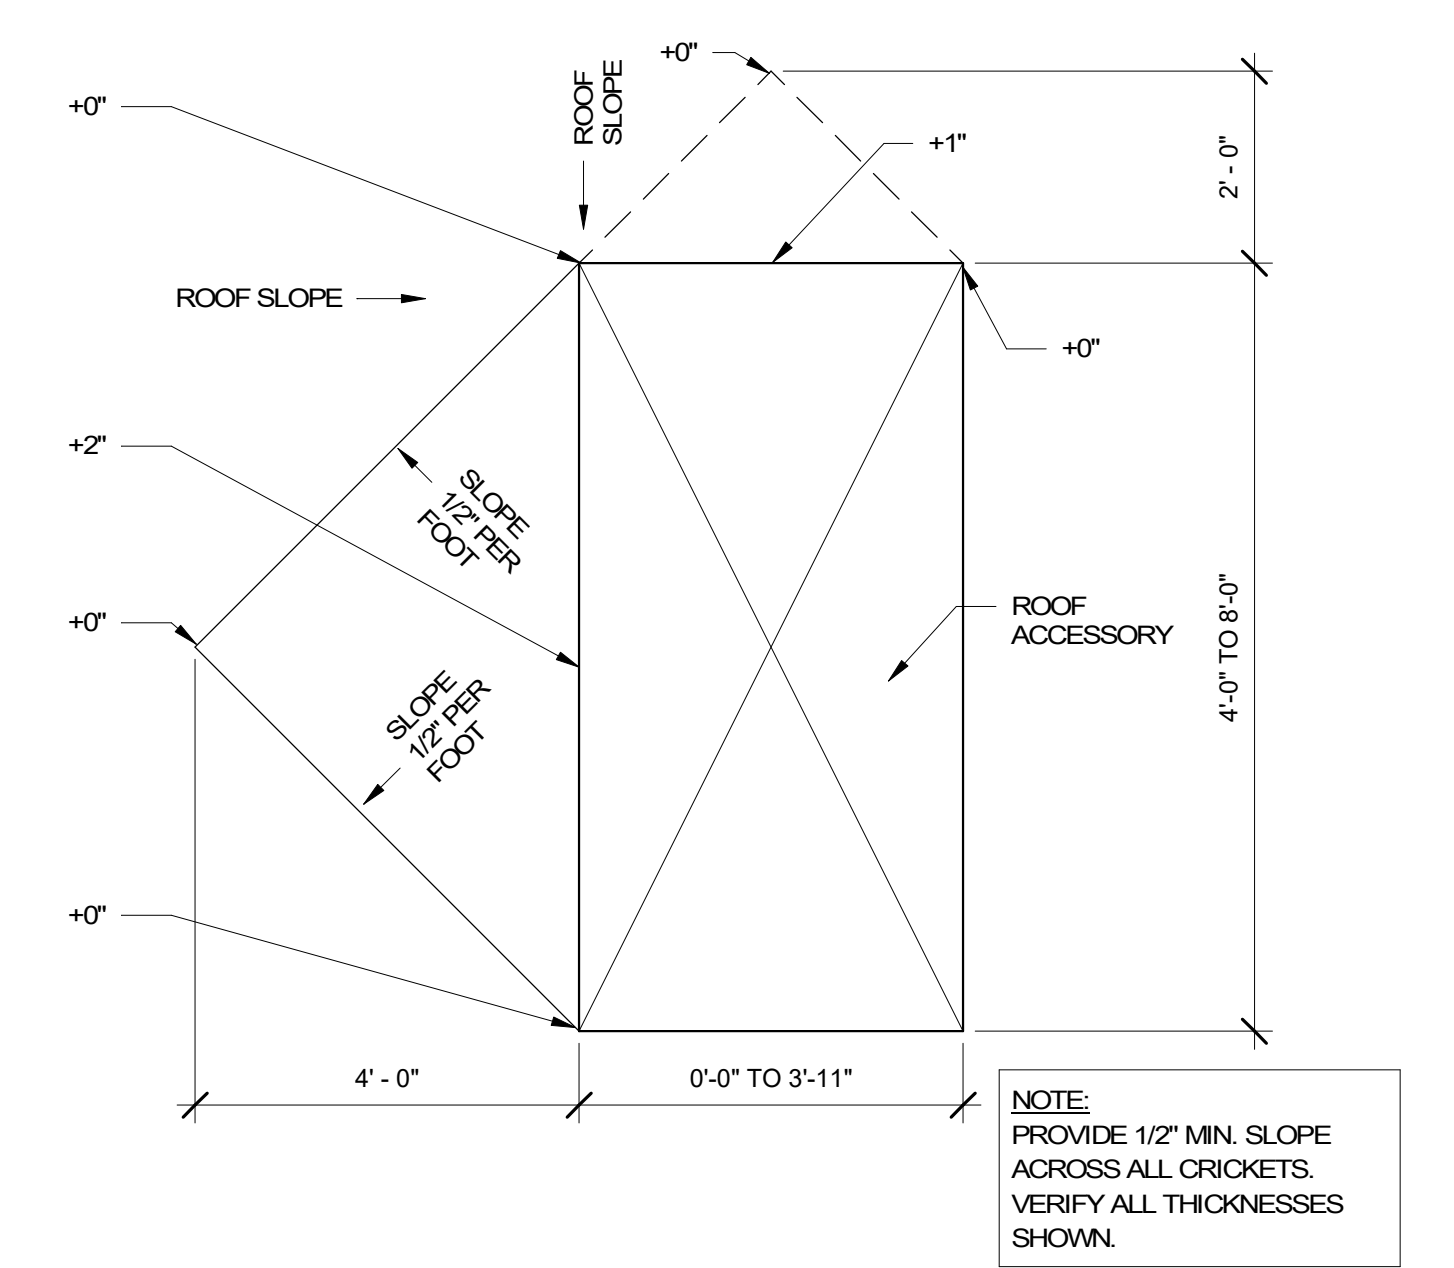 +0"
ROOF
SLOPE
+0"
+1"
2' - 0"
ROOF SLOPE
+0"
+2"
SLOPE
1/2" PER
FOOT
+0"
ROOF
ACCESSORY
4'-0" TO 8'-0"
SLOPE
1/2" PER
FOOT
+0"
4' - 0"
0'-0" TO 3'-11"
NOTE:
PROVIDE 1/2" MIN. SLOPE
ACROSS ALL CRICKETS.
VERIFY ALL THICKNESSES
SHOWN.